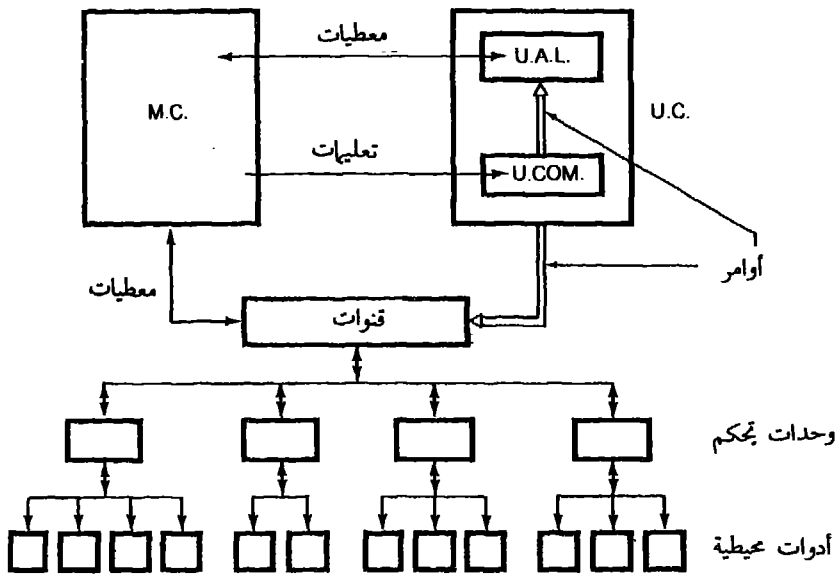 معطيات
U.A.L.
M.C.
U.C.
تعليمات
U.COM.
أوامر
معطيات
قنوات
وحدات تحكم
أدوات محيطية